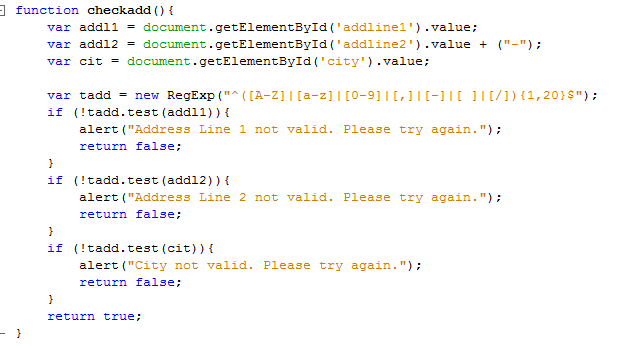 function checkadd(){
var addl1 = document.getElementById('addline1').value;
var addl2 = document.getElementById('addline2').value + ("-");
var cit = document.getElementById('city').value;
var tadd = new RegExp("^([A-Z]|[a-z]|[0-9]|[,]|[-]|[ ]|[/]){1,20}$");
if (!tadd.test(addl1)){
alert("Address Line 1 not valid. Please try again.");
return false;
}
if (!tadd.test(addl2)){
alert("Address Line 2 not valid. Please try again.");
return false;
}
if (!tadd.test(cit)){
alert("City not valid. Please try again.");
return false;
}
return true;
}